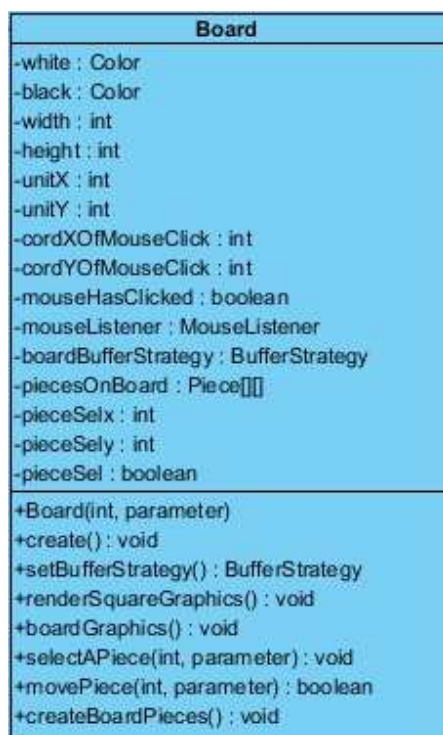 Board
-white : Color
-black : Color
-width : int
-height : int
-unitX : int
-unitY : int
-cordXOfMouseClick : int
-cordYOfMouseClick : int
-mouseHasClicked : boolean
-mouseListener : MouseListener
-boardBufferStrategy : BufferStrategy
-piecesOnBoard : Piece[][]
-pieceSelx : int
-pieceSely : int
-pieceSel : boolean
+Board(int, parameter)
+create() : void
+setBufferStrategy() : BufferStrategy
+renderSquareGraphics() : void
+boardGraphics() : void
+selectAPiece(int, parameter) : void
+movePiece(int, parameter) : boolean
+createBoardPieces() : void